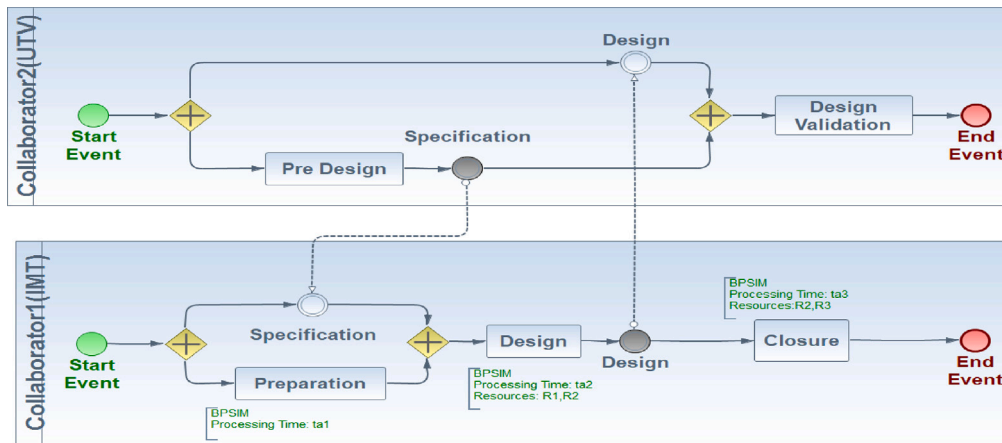 Collaborator2(UTV)
Design
Start
Event
Specification
Pre Design
Design
Validation
End
Event
Collaborator1(IMT)
Start
Event
Specification
Preparation
BPSIM
Processing Time: ta1
Design
BPSIM
Processing Time: ta2
Resources: R1,R2
Design
BPSIM
Processing Time: ta3
Resources:R2,R3
Closure
End
Event